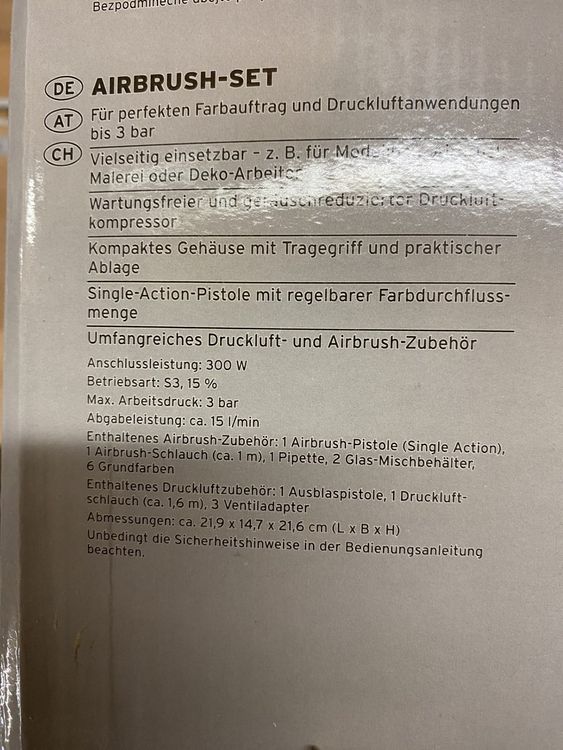 Bezpodmínečně
DE AIRBRUSH-SET
AT Für perfekten Farbauftrag und Druckluftanwendungen
bis 3 bar
CH Vielseitig einsetzbar – z. B. für
Malerei oder Deko-Arbeiten
Wartungsfreier und geräuschreduzierter Druckluft-
kompressor
Kompaktes Gehäuse mit Tragegriff und praktischer
Ablage
Single-Action-Pistole mit regelbarer Farbdurchfluss-
menge
Umfangreiches Druckluft- und Airbrush-Zubehör
Anschlussleistung: 300 W
Betriebsart: S3, 15 %
Max. Arbeitsdruck: 3 bar
Abgabeleistung: ca. 15 l/min
Enthaltenes Airbrush-Zubehör: 1 Airbrush-Pistole (Single Action),
1 Airbrush-Schlauch (ca. 1 m), 1 Pipette, 2 Glas-Mischbehälter,
6 Grundfarben
Enthaltenes Druckluftzubehör: 1 Ausblaspistole, 1 Druckluft-
schlauch (ca. 1,6 m), 3 Ventiladapter
Abmessungen: ca. 21,9 x 14,7 x 21,6 cm (L x B x H)
Unbedingt die Sicherheitshinweise in der Bedienungsanleitung
beachten.